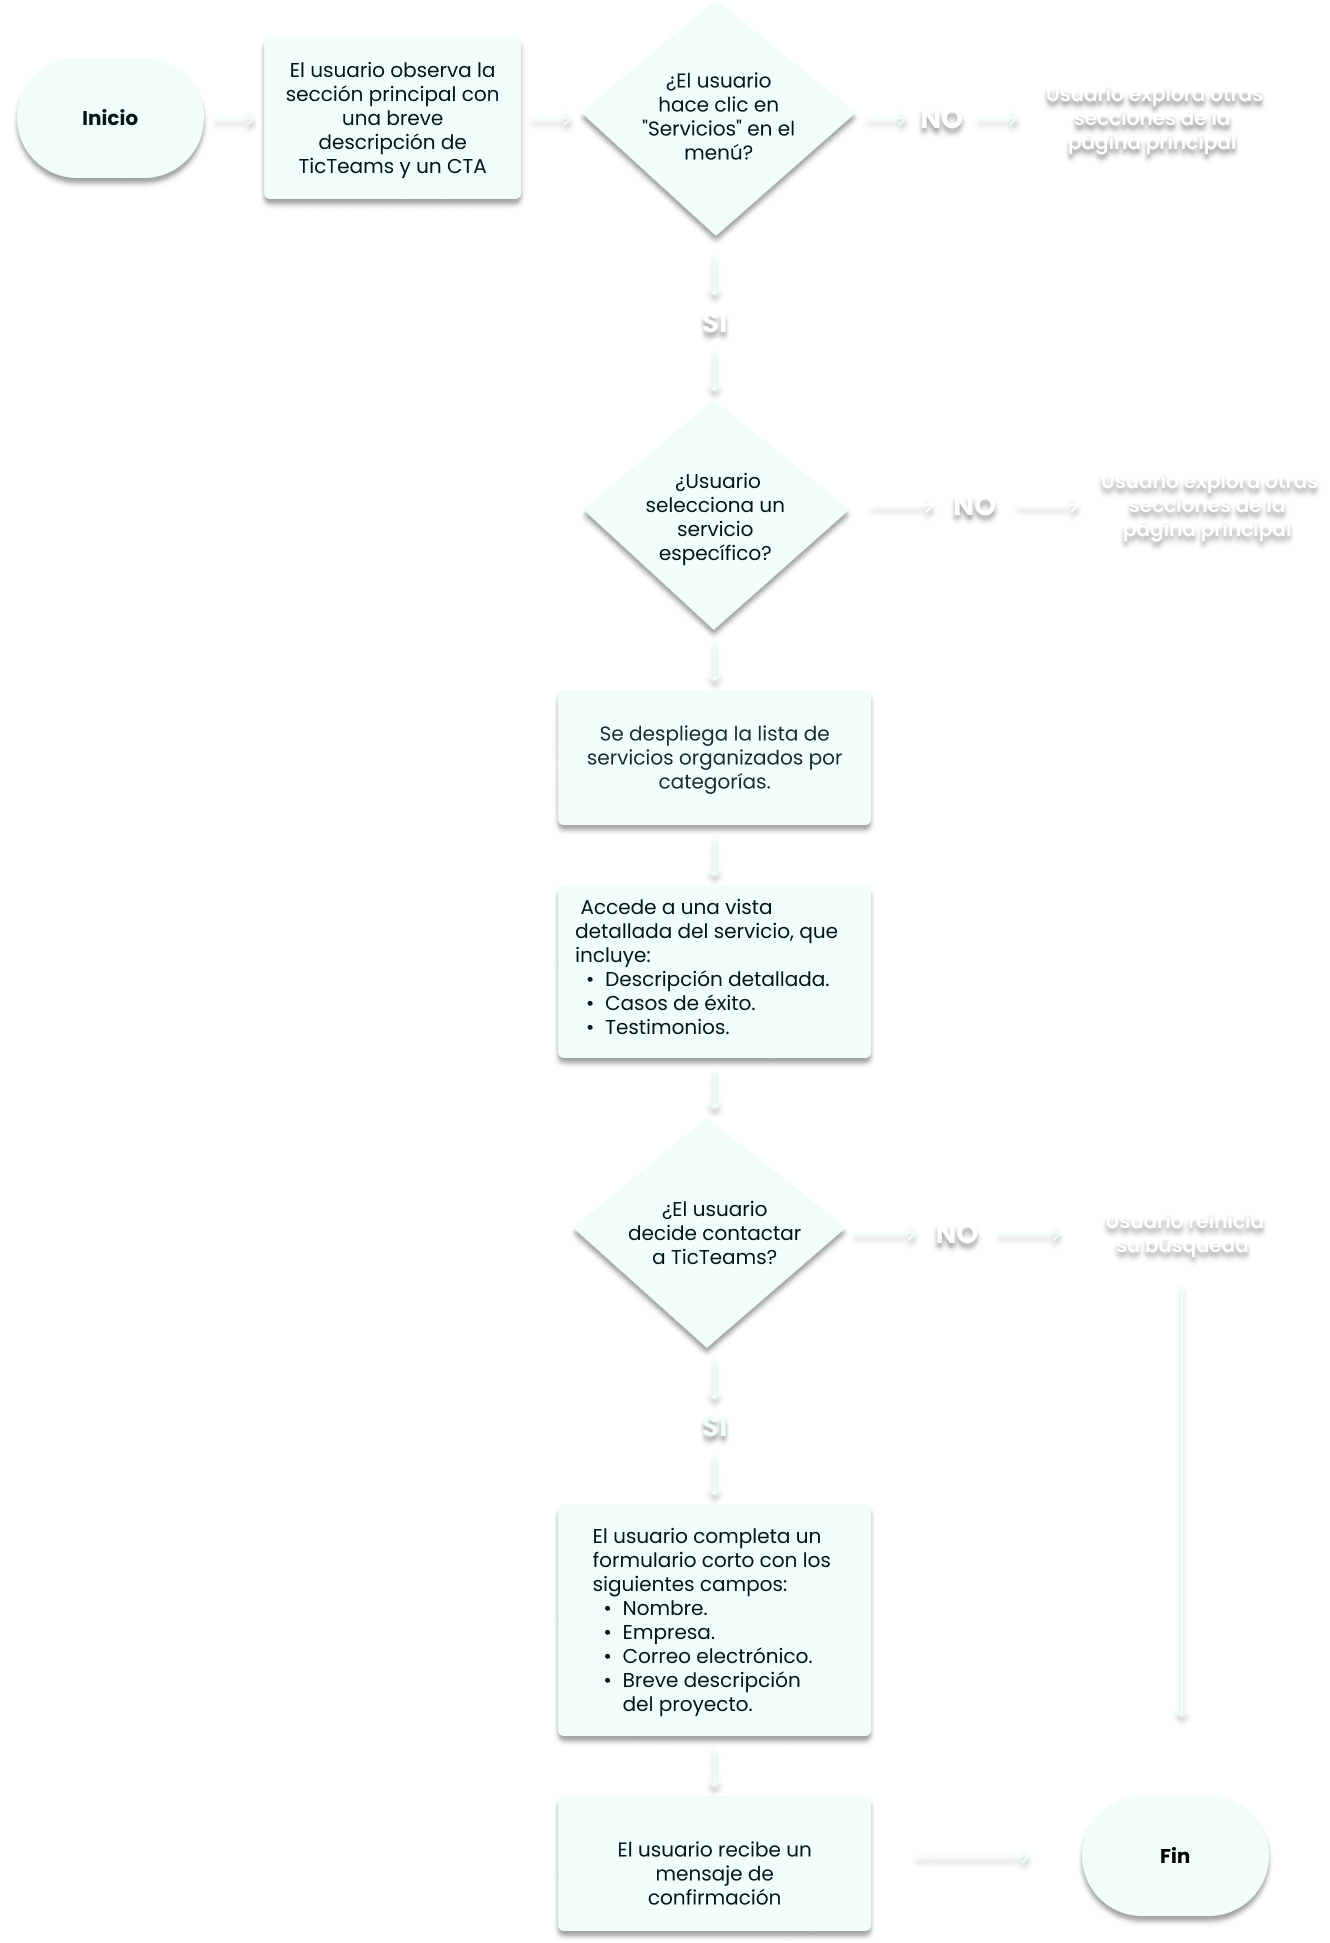 Inicio
El usuario observa la
sección principal con
una breve
descripción de
TicTeams y un CTA
¿El usuario
hace clic en
"Servicios" en el
menú?
NO
Usuario explora otras
secciones de la
página principal
SI
¿Usuario
selecciona un
servicio
específico?
NO
Usuario explora otras
secciones de la
página principal
Se despliega la lista de
servicios organizados por
categorías.
Accede a una vista
detallada del servicio, que
incluye:
• Descripción detallada.
• Casos de éxito.
• Testimonios.
¿El usuario
decide contactar
a TicTeams?
NO
Usuario reinicia
su búsqueda
SI
El usuario completa un
formulario corto con los
siguientes campos:
• Nombre.
• Empresa.
• Correo electrónico.
• Breve descripción
del proyecto.
El usuario recibe un
mensaje de
confirmación
Fin